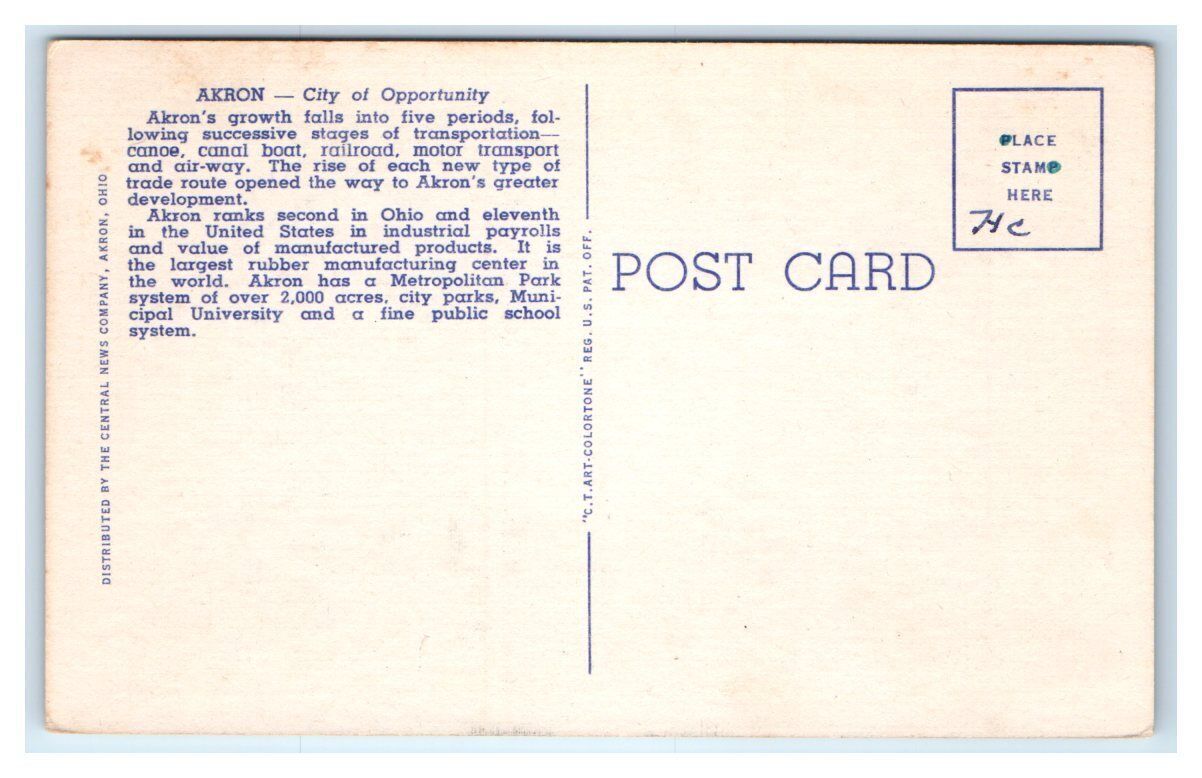 AKRON — City of Opportunity
Akron's growth falls into five periods, fol-
lowing successive stages of transportation—
canoe, canal boat, railroad, motor transport
and air-way. The rise of each new type of
trade route opened the way to Akron's greater
development.
Akron ranks second in Ohio and eleventh
in the United States in industrial payrolls
and value of manufactured products. It is
the largest rubber manufacturing center in
the world. Akron has a Metropolitan Park
system of over 2,000 acres, city parks, Muni-
cipal University and a fine public school
system.
DISTRIBUTED BY THE CENTRAL NEWS COMPANY, AKRON, OHIO
"C.T. ART-COLORTONE" REG. U.S. PAT. OFF.
POST CARD
PLACE
STAMP
HERE
Hc